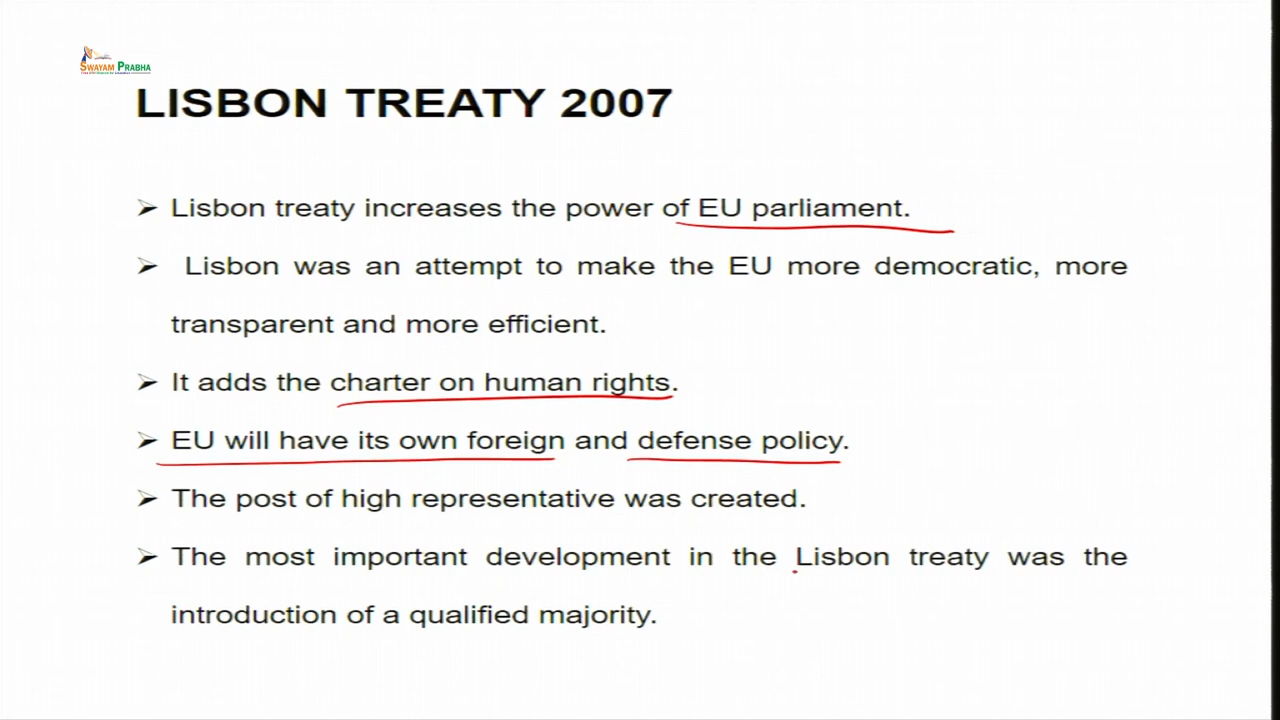 SWAYAM PRABHA
LISBON TREATY 2007
➢ Lisbon treaty increases the power of EU parliament.
➢ Lisbon was an attempt to make the EU more democratic, more
transparent and more efficient.
➢ It adds the charter on human rights.
➢ EU will have its own foreign and defense policy.
➢ The post of high representative was created.
➢ The most important development in the Lisbon treaty was the
introduction of a qualified majority.